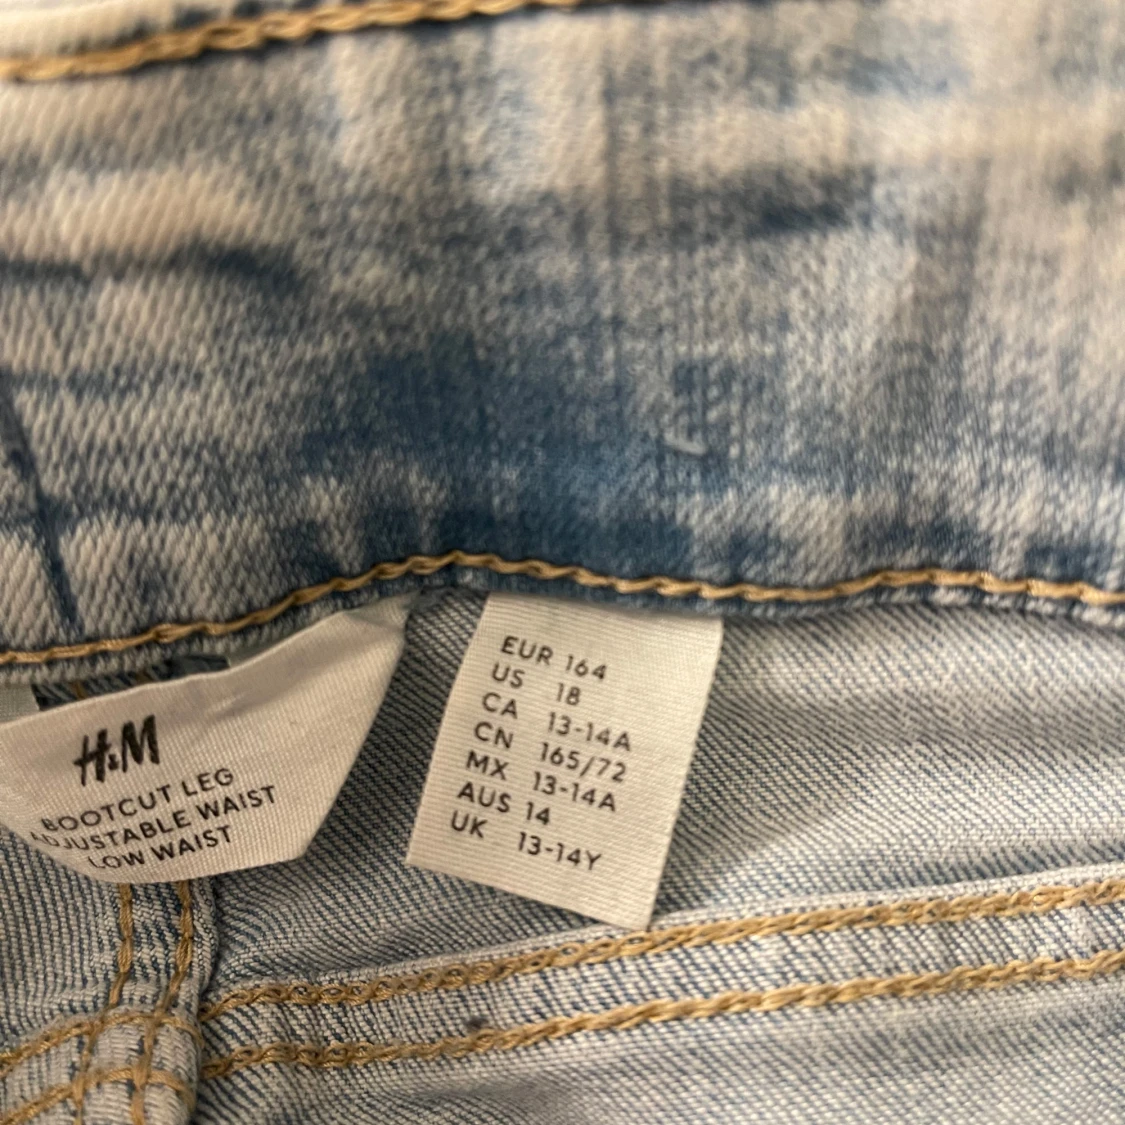 H&M
BOOTCUT LEG
ADJUSTABLE WAIST
LOW WAIST
EUR 164
US 18
CA 13-14A
CN 165/72
MX 13-14A
AUS 14
UK 13-14Y